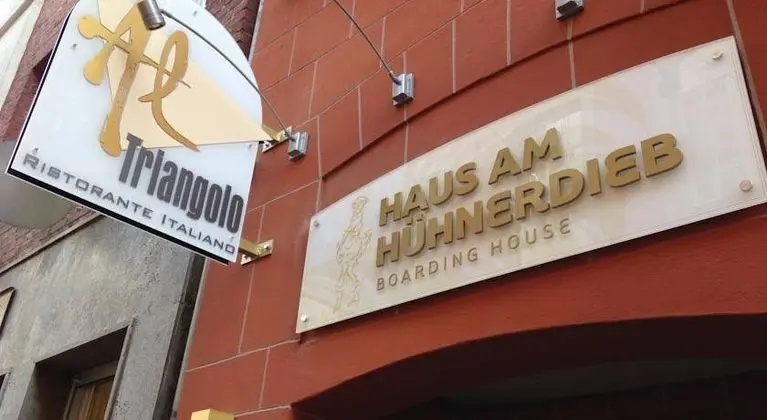 Al
Triangolo
RISTORANTE ITALIANO
HAUS AM
HÜHNERDIEB
BOARDING HOUSE